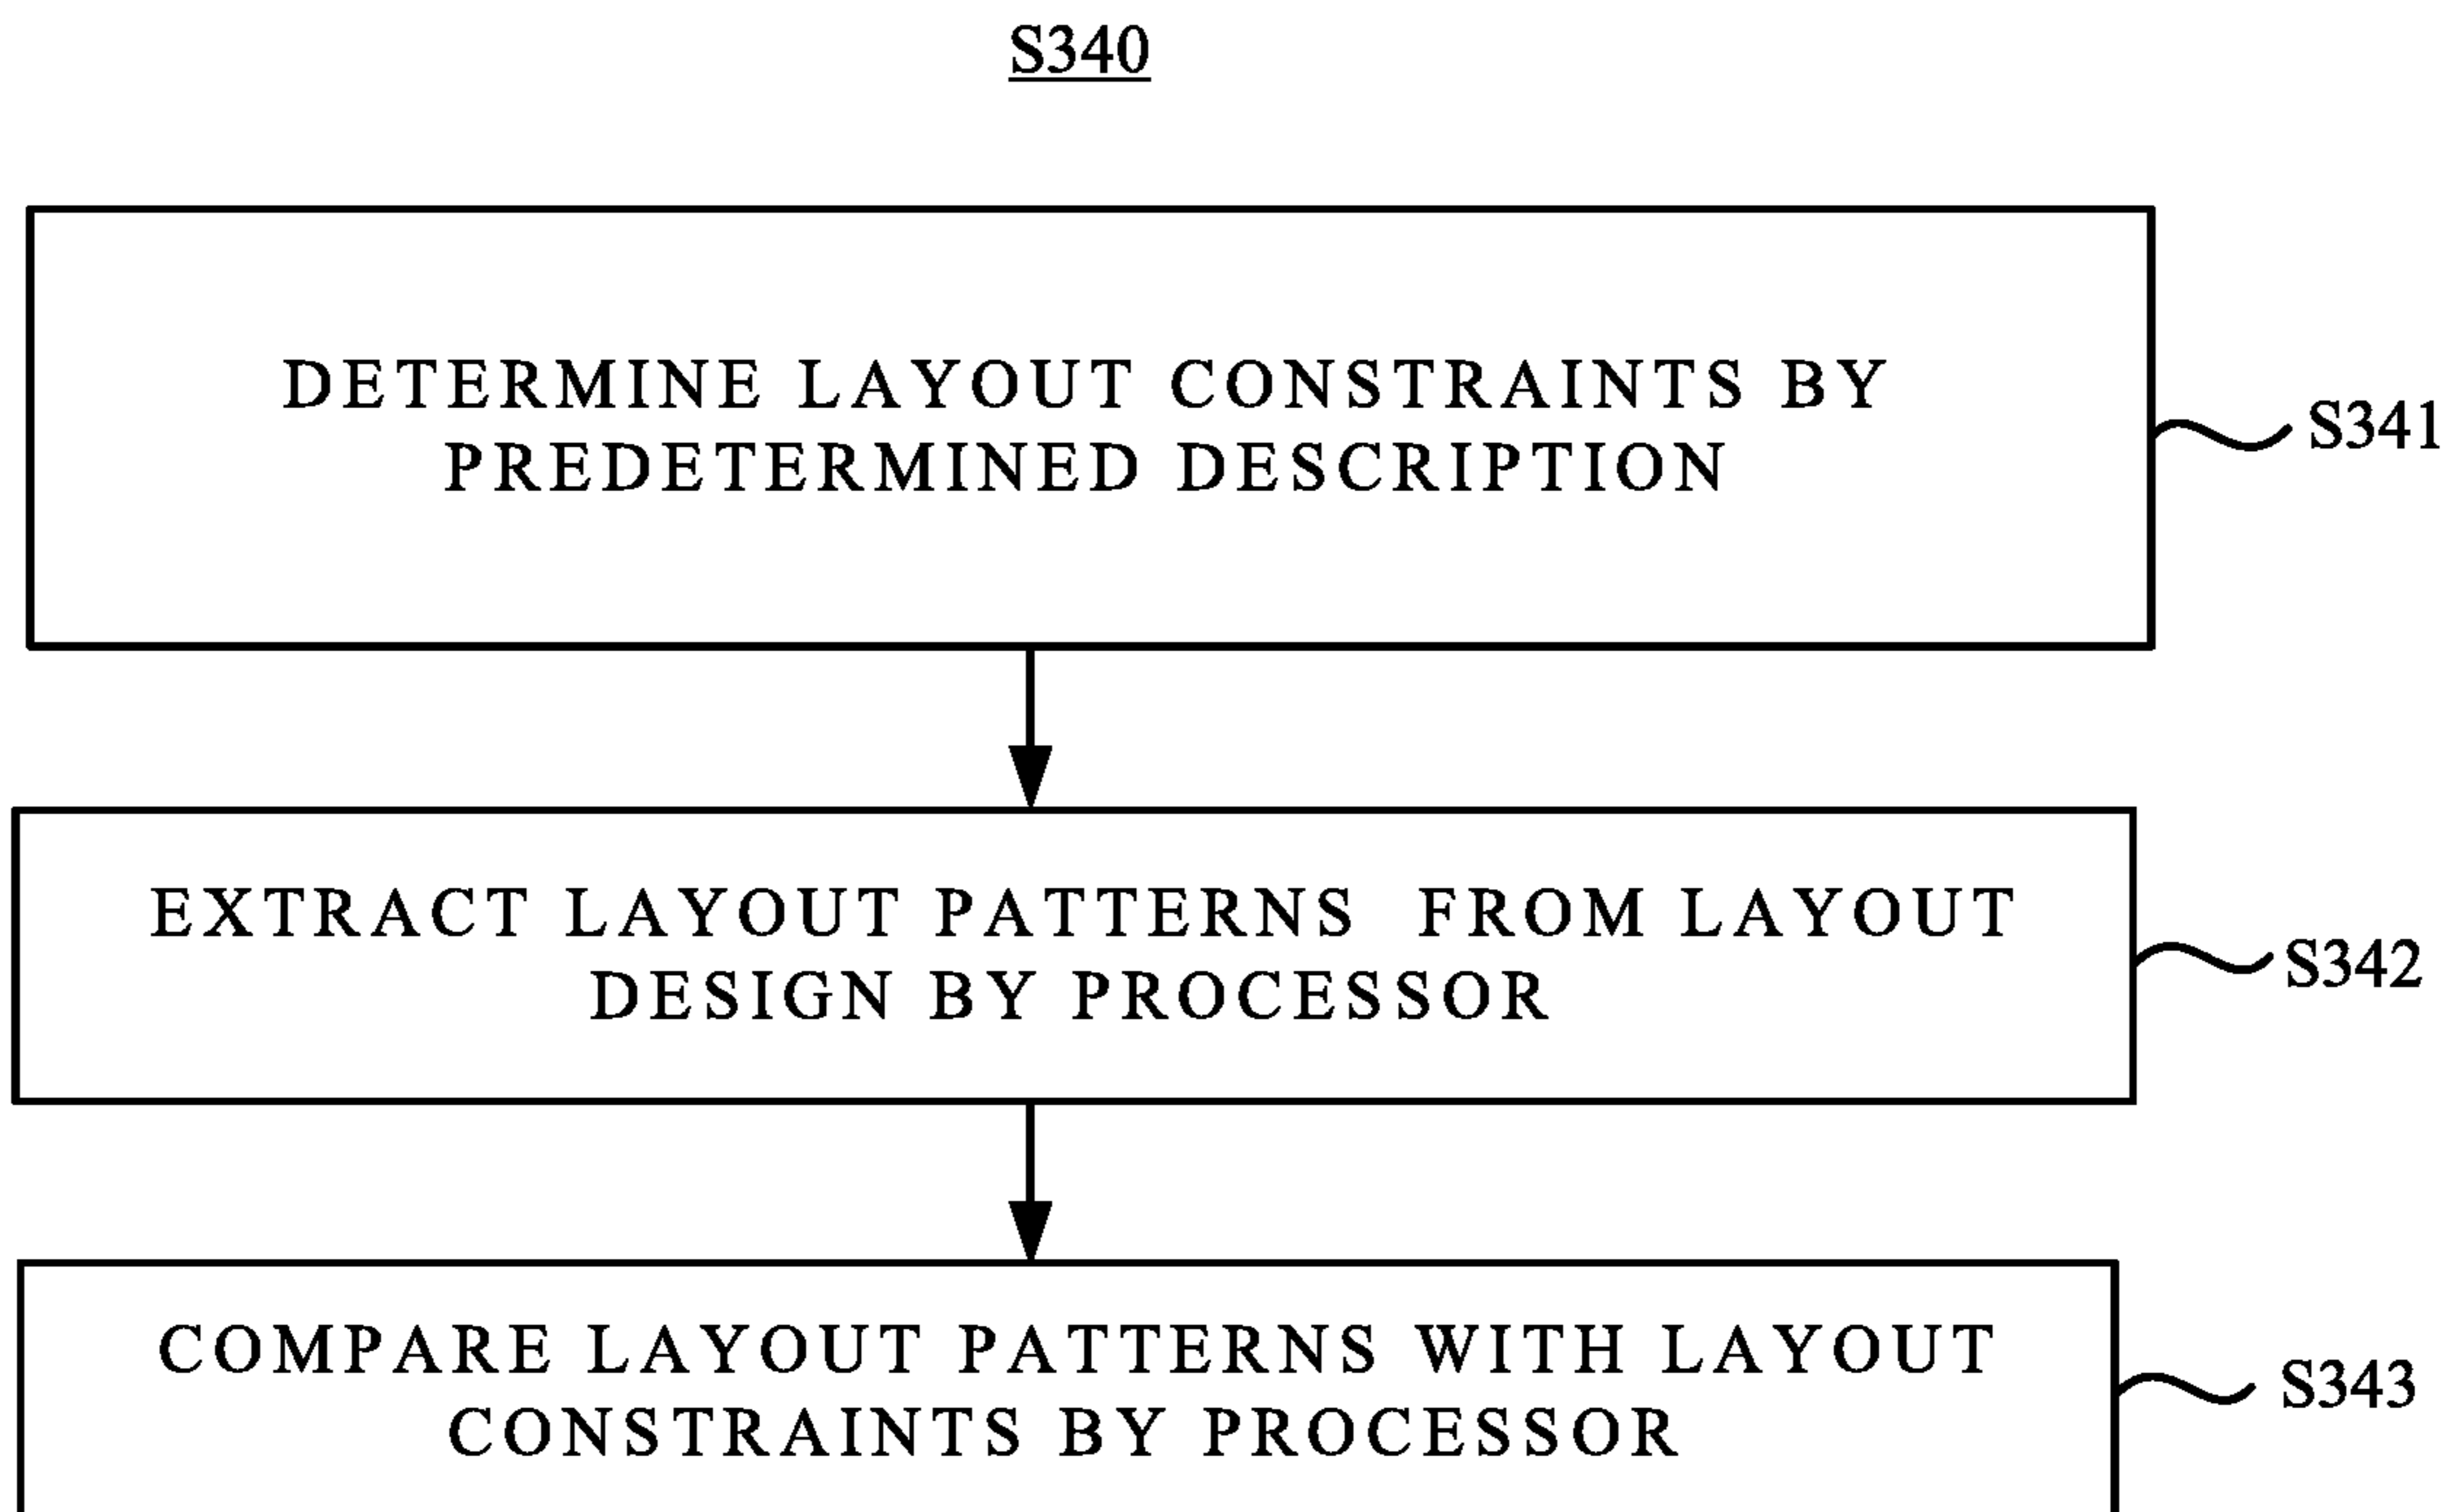 S340
DETERMINE LAYOUT CONSTRAINTS BY
PREDETERMINED DESCRIPTION
S341
EXTRACT LAYOUT PATTERNS FROM LAYOUT
DESIGN BY PROCESSOR
S342
COMPARE LAYOUT PATTERNS WITH LAYOUT
CONSTRAINTS BY PROCESSOR
S343